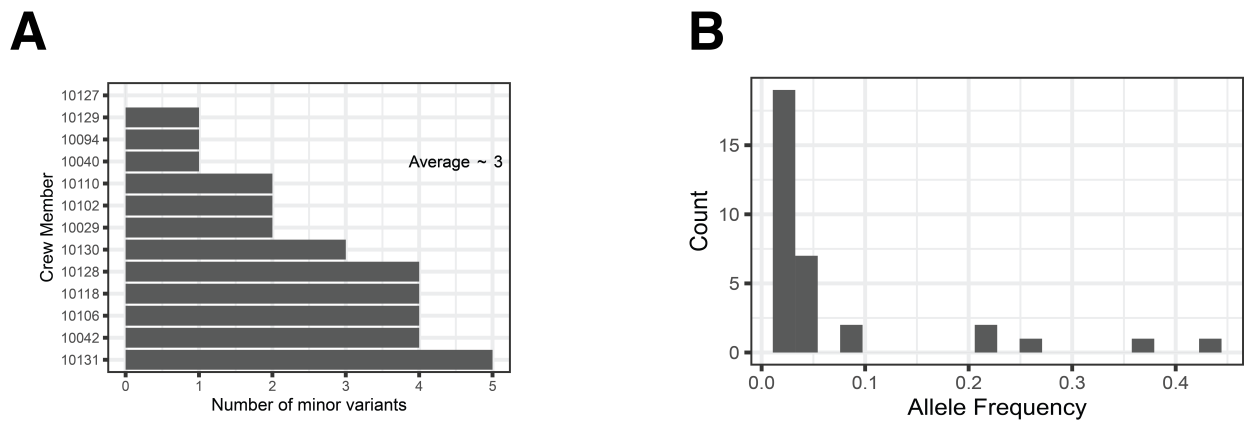 A
B
10127
10129
10094
10040
10110
10102
10029
10130
10128
10118
10106
10042
10131
Crew Member
Average ~ 3
0 1 2 3 4 5
Number of minor variants
15
10
5
0
Count
0.0 0.1 0.2 0.3 0.4
Allele Frequency